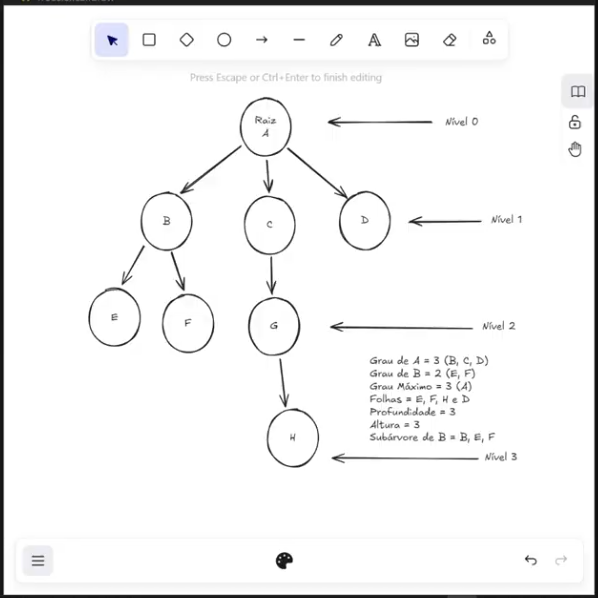 Press Escape or Ctrl+Enter to finish editing
Raiz
A
Nível 0
B
C
D
Nível 1
E
F
G
Nível 2
Grau de A = 3 (B, C, D)
Grau de B = 2 (E, F)
Grau Máximo = 3 (A)
Folhas = E, F, H e D
Profundidade = 3
Altura = 3
Subárvore de B = B, E, F
H
Nível 3